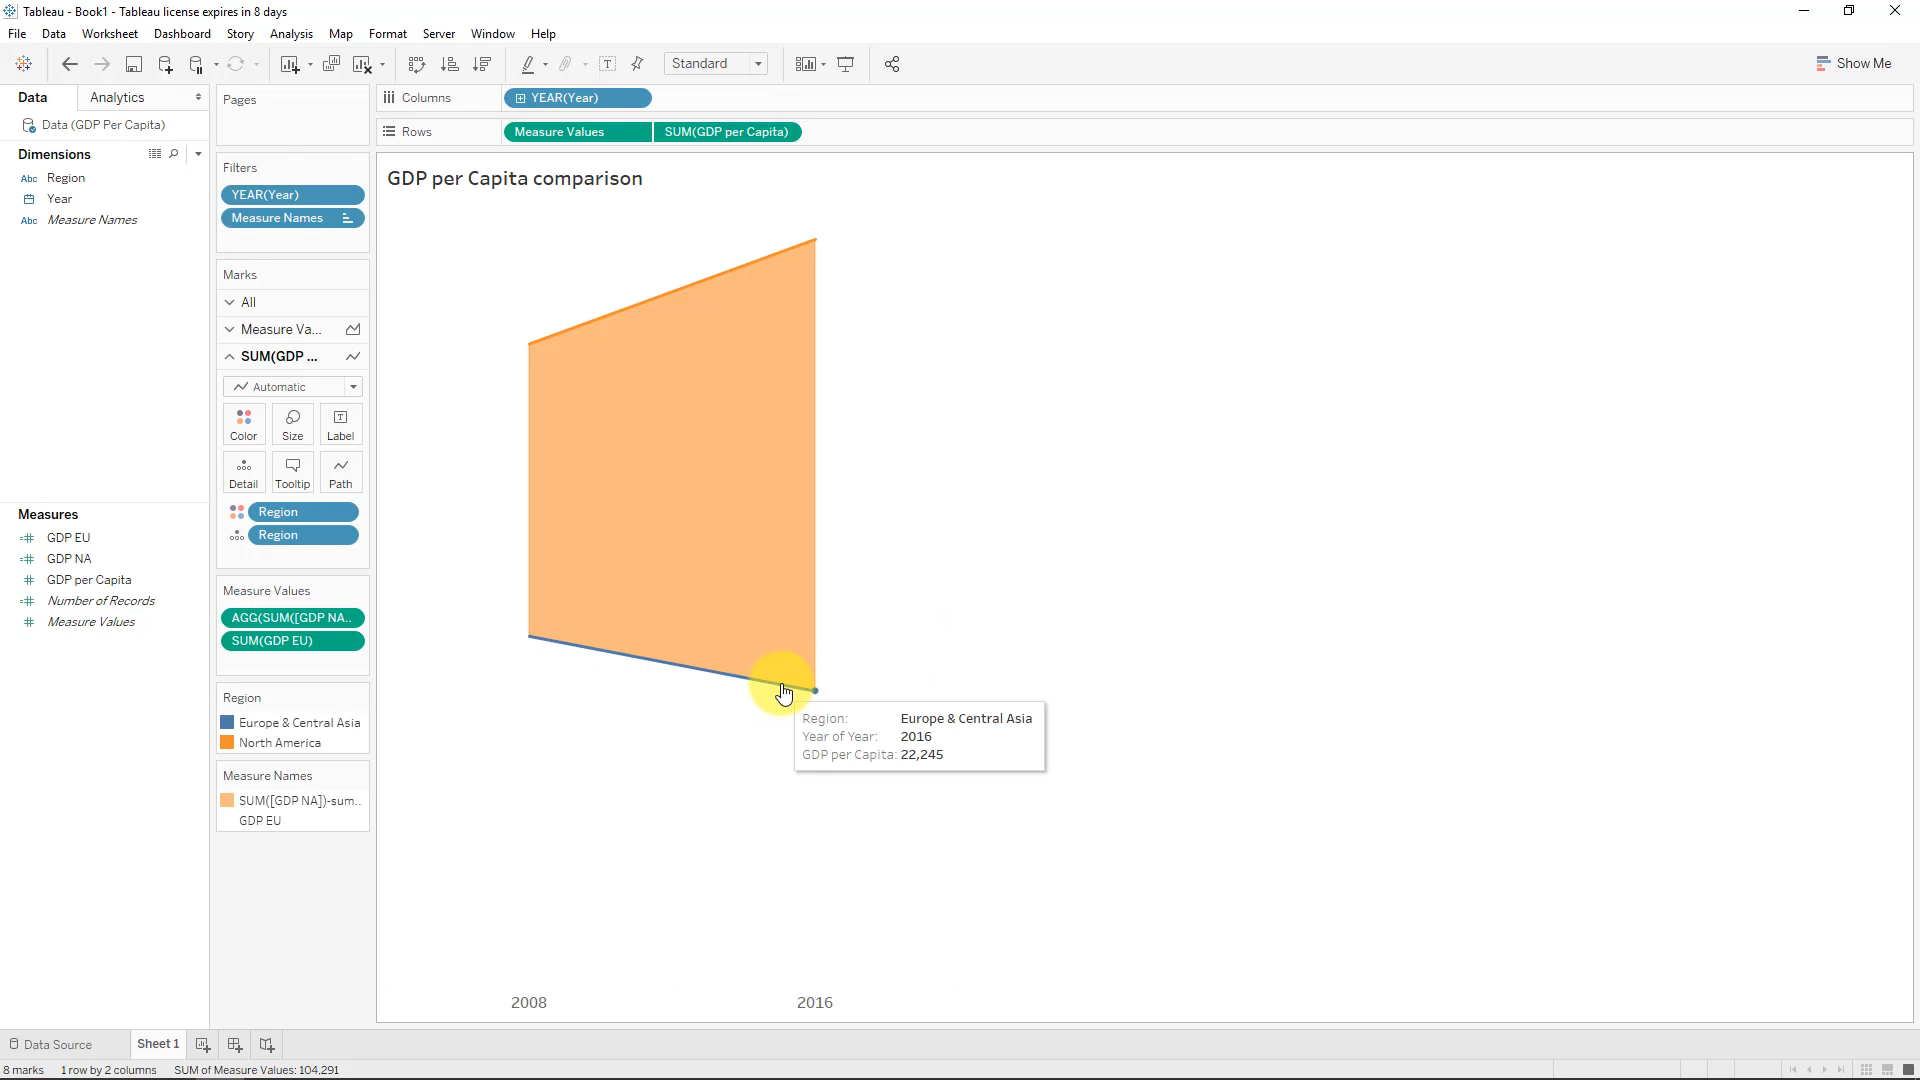 Tableau - Book1 - Tableau license expires in 8 days
File Data Worksheet Dashboard Story Analysis Map Format Server Window Help
Standard
Show Me
Data Analytics
Pages
Columns YEAR(Year)
Data (GDP Per Capita)
Rows Measure Values SUM(GDP per Capita)
Dimensions
Abc Region
Year
Abc Measure Names
Filters
YEAR(Year)
Measure Names
GDP per Capita comparison
Marks
All
Measure Va...
SUM(GDP ...
Automatic
Color Size Label
Detail Tooltip Path
Region
Region
Measures
GDP EU
GDP NA
GDP per Capita
Number of Records
Measure Values
Measure Values
AGG(SUM([GDP NA..
SUM(GDP EU)
Region
Europe & Central Asia
North America
Measure Names
SUM([GDP NA])-sum..
GDP EU
Region: Europe & Central Asia
Year of Year: 2016
GDP per Capita: 22,245
2008 2016
Data Source Sheet 1
8 marks 1 row by 2 columns SUM of Measure Values: 104,291